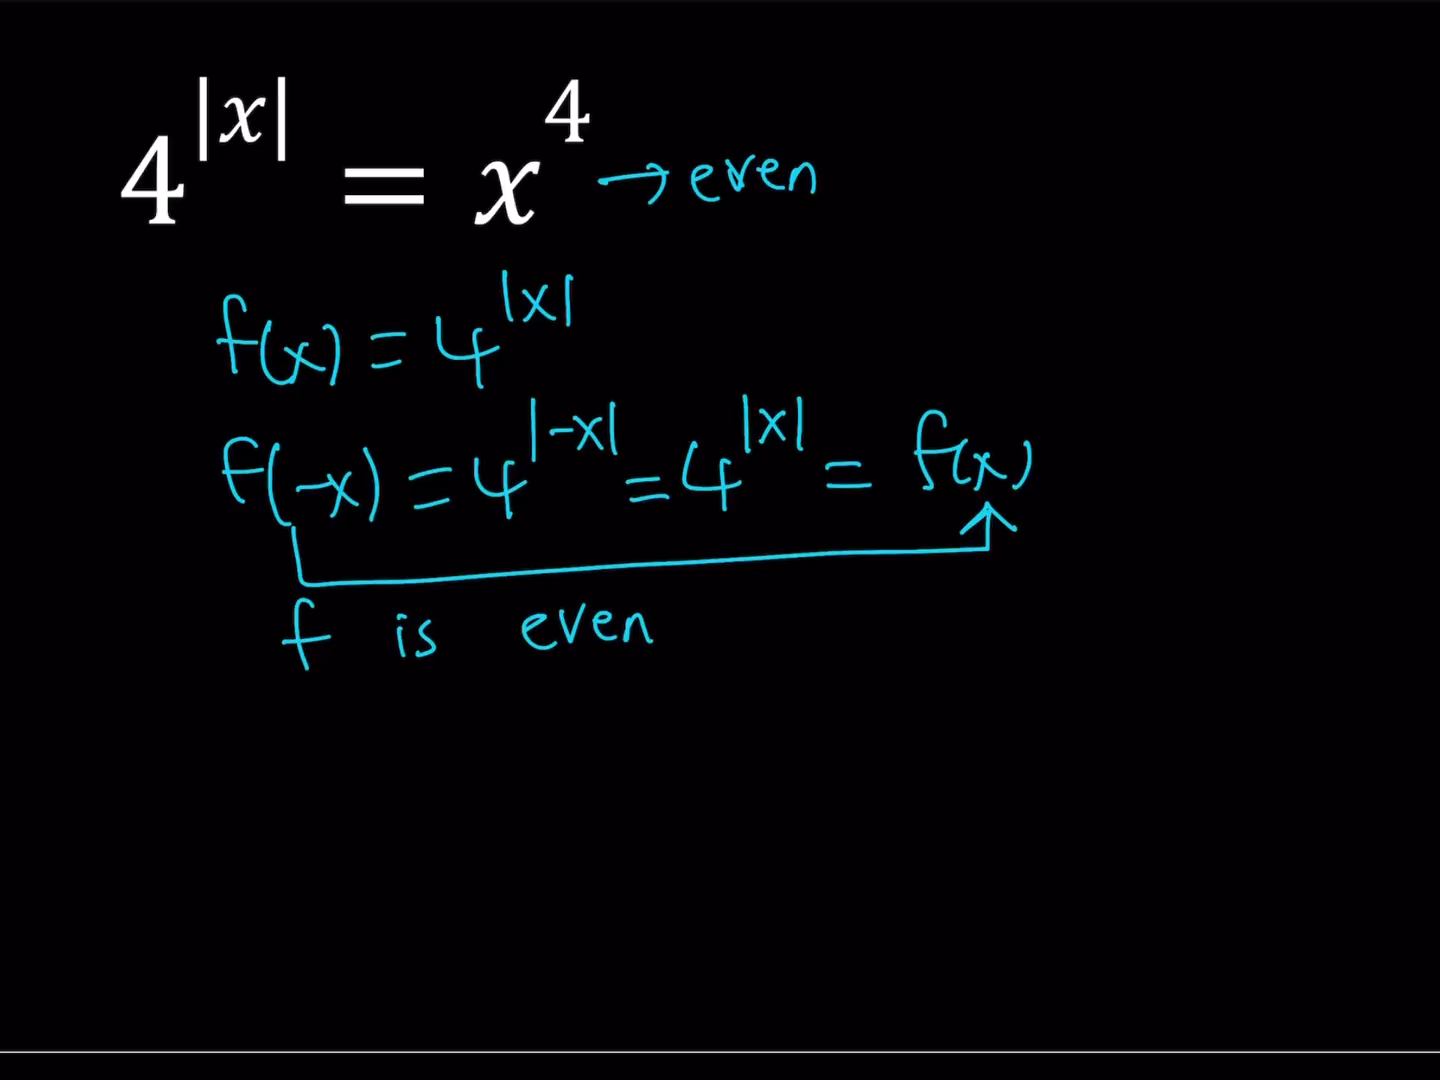 4^|x| = x^4 → even
f(x) = 4^|x|
f(-x) = 4^|-x| = 4^|x| = f(x)
f is even